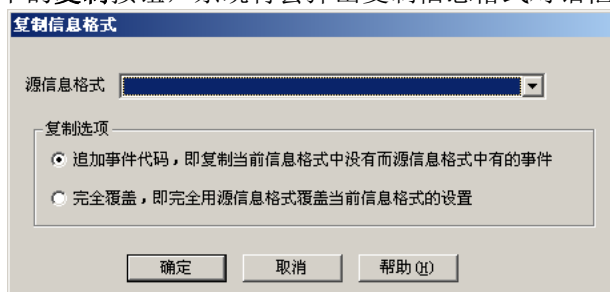 复制信息格式
源信息格式
复制选项
追加事件代码，即复制当前信息格式中没有而源信息格式中有的事件
完全覆盖，即完全用源信息格式覆盖当前信息格式的设置
确定 取消 帮助(H)